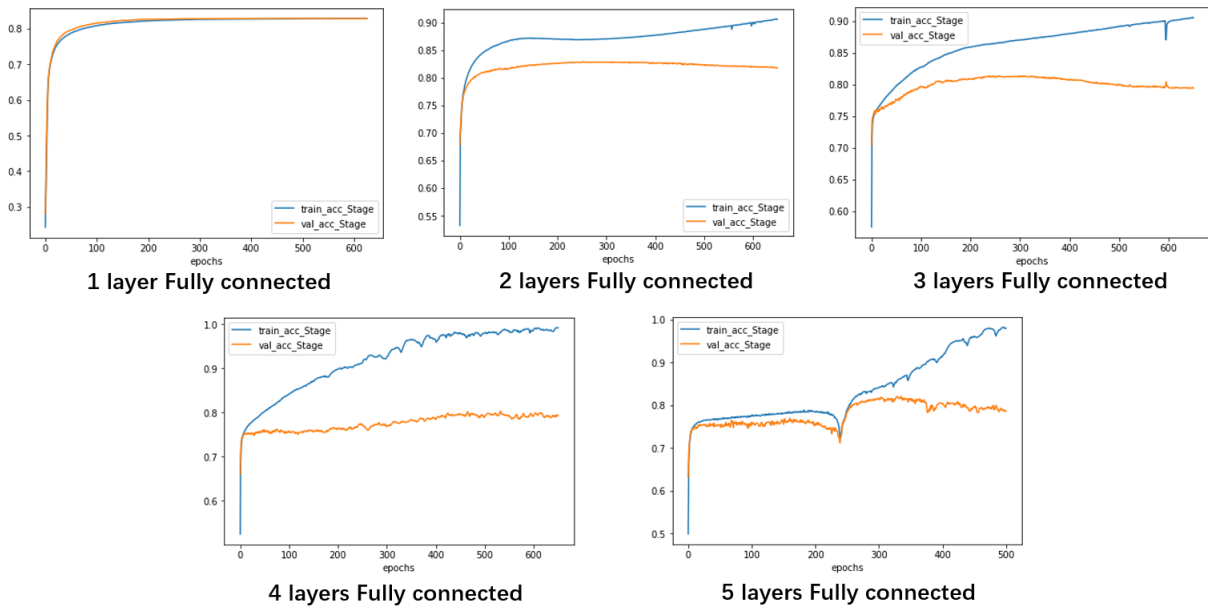 0.8
0.7
0.6
0.5
0.4
0.3
train_acc_Stage
val_acc_Stage
0 100 200 300 400 500 600
epochs
1 layer Fully connected
0.90
0.85
0.80
0.75
0.70
0.65
0.60
0.55
train_acc_Stage
val_acc_Stage
0 100 200 300 400 500 600
epochs
2 layers Fully connected
0.90
0.85
0.80
0.75
0.70
0.65
0.60
train_acc_Stage
val_acc_Stage
0 100 200 300 400 500 600
epochs
3 layers Fully connected
1.0
0.9
0.8
0.7
0.6
train_acc_Stage
val_acc_Stage
0 100 200 300 400 500 600
epochs
4 layers Fully connected
1.0
0.9
0.8
0.7
0.6
0.5
train_acc_Stage
val_acc_Stage
0 100 200 300 400 500
epochs
5 layers Fully connected